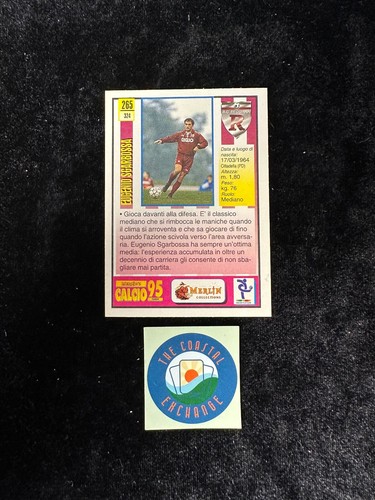 265
324
EUGENIO SGARBOSSA
R
Data e luogo di
nascita:
17/03/1964
Citadella (PD)
Altezza:
m. 1,80
Peso:
kg. 76
Ruolo:
Mediano
• Gioca davanti alla difesa. E' il classico
mediano che si rimbocca le maniche quando
il clima si arroventa e che sa giocare di fino
quando l'azione scivola verso l'area avversa-
ria. Eugenio Sgarbossa ha sempre un'ottima
media: l'esperienza accumulata in oltre un
decennio di carriera gli consente di non sba-
gliare mai partita.
CALCIO 95
MERLIN
COLLECTIONS
THE COASTAL
EXCHANGE